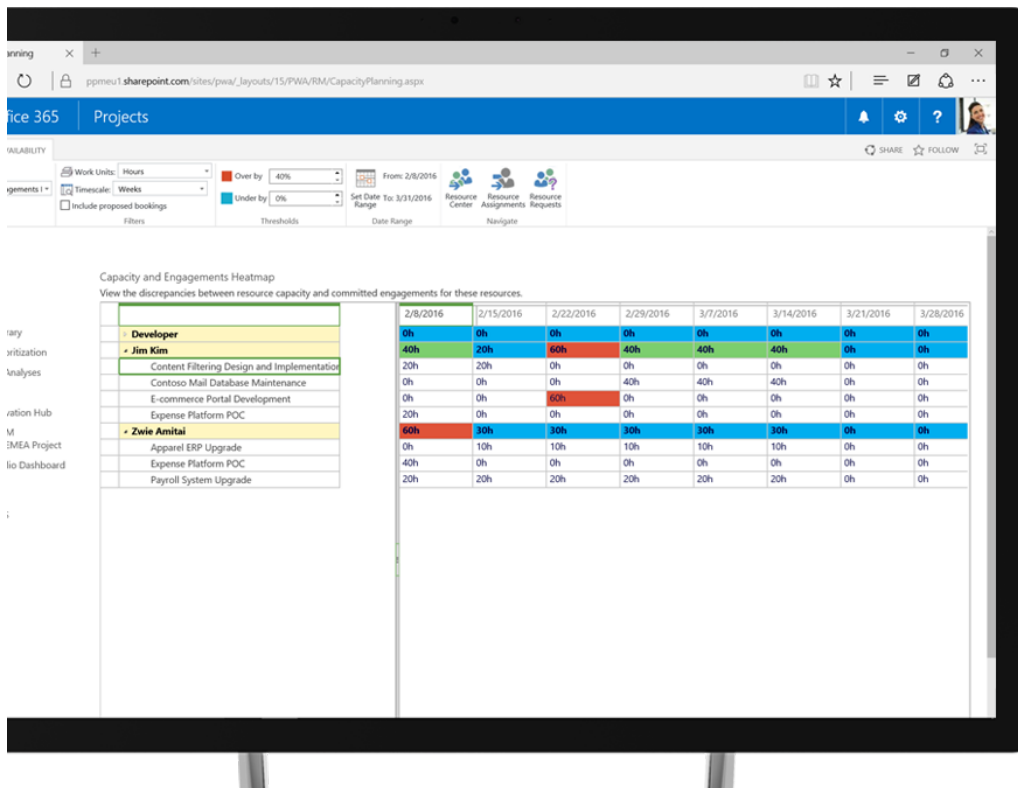 anning
ppmeu1.sharepoint.com/sites/pwa/_layouts/15/PWA/RM/CapacityPlanning.aspx
fice 365 Projects
VAILABILITY SHARE FOLLOW
Work Units: Hours
agements I
Timescale: Weeks
Include proposed bookings
Filters
Over by 40%
Under by 0%
Thresholds
From: 2/8/2016
Set Date Range To: 3/31/2016
Date Range
Resource Center
Resource Assignments
Resource Requests
Navigate
Capacity and Engagements Heatmap
View the discrepancies between resource capacity and committed engagements for these resources.
2/8/2016 2/15/2016 2/22/2016 2/29/2016 3/7/2016 3/14/2016 3/21/2016 3/28/2016
Developer 0h 0h 0h 0h 0h 0h 0h 0h
Jim Kim 40h 20h 60h 40h 40h 40h 0h 0h
Content Filtering Design and Implementation 20h 20h 0h 0h 0h 0h 0h 0h
Contoso Mail Database Maintenance 0h 0h 0h 40h 40h 40h 0h 0h
E-commerce Portal Development 0h 0h 60h 0h 0h 0h 0h 0h
Expense Platform POC 20h 0h 0h 0h 0h 0h 0h 0h
Zwie Amitai 60h 30h 30h 30h 30h 30h 0h 0h
Apparel ERP Upgrade 0h 10h 10h 10h 10h 10h 0h 0h
Expense Platform POC 40h 0h 0h 0h 0h 0h 0h 0h
Payroll System Upgrade 20h 20h 20h 20h 20h 20h 0h 0h
rary
oritization
Analyses
vation Hub
M
EMEA Project
lio Dashboard
s